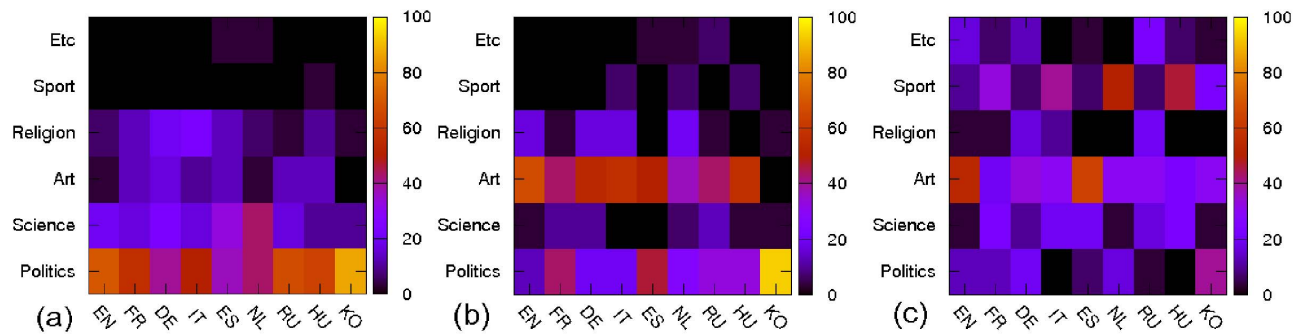 Etc
Sport
Religion
Art
Science
Politics
EN FR DE IT ES NL RU HU KO
100
80
60
40
20
0
(a)
Etc
Sport
Religion
Art
Science
Politics
EN FR DE IT ES NL RU HU KO
100
80
60
40
20
0
(b)
Etc
Sport
Religion
Art
Science
Politics
EN FR DE IT ES NL RU HU KO
100
80
60
40
20
0
(c)